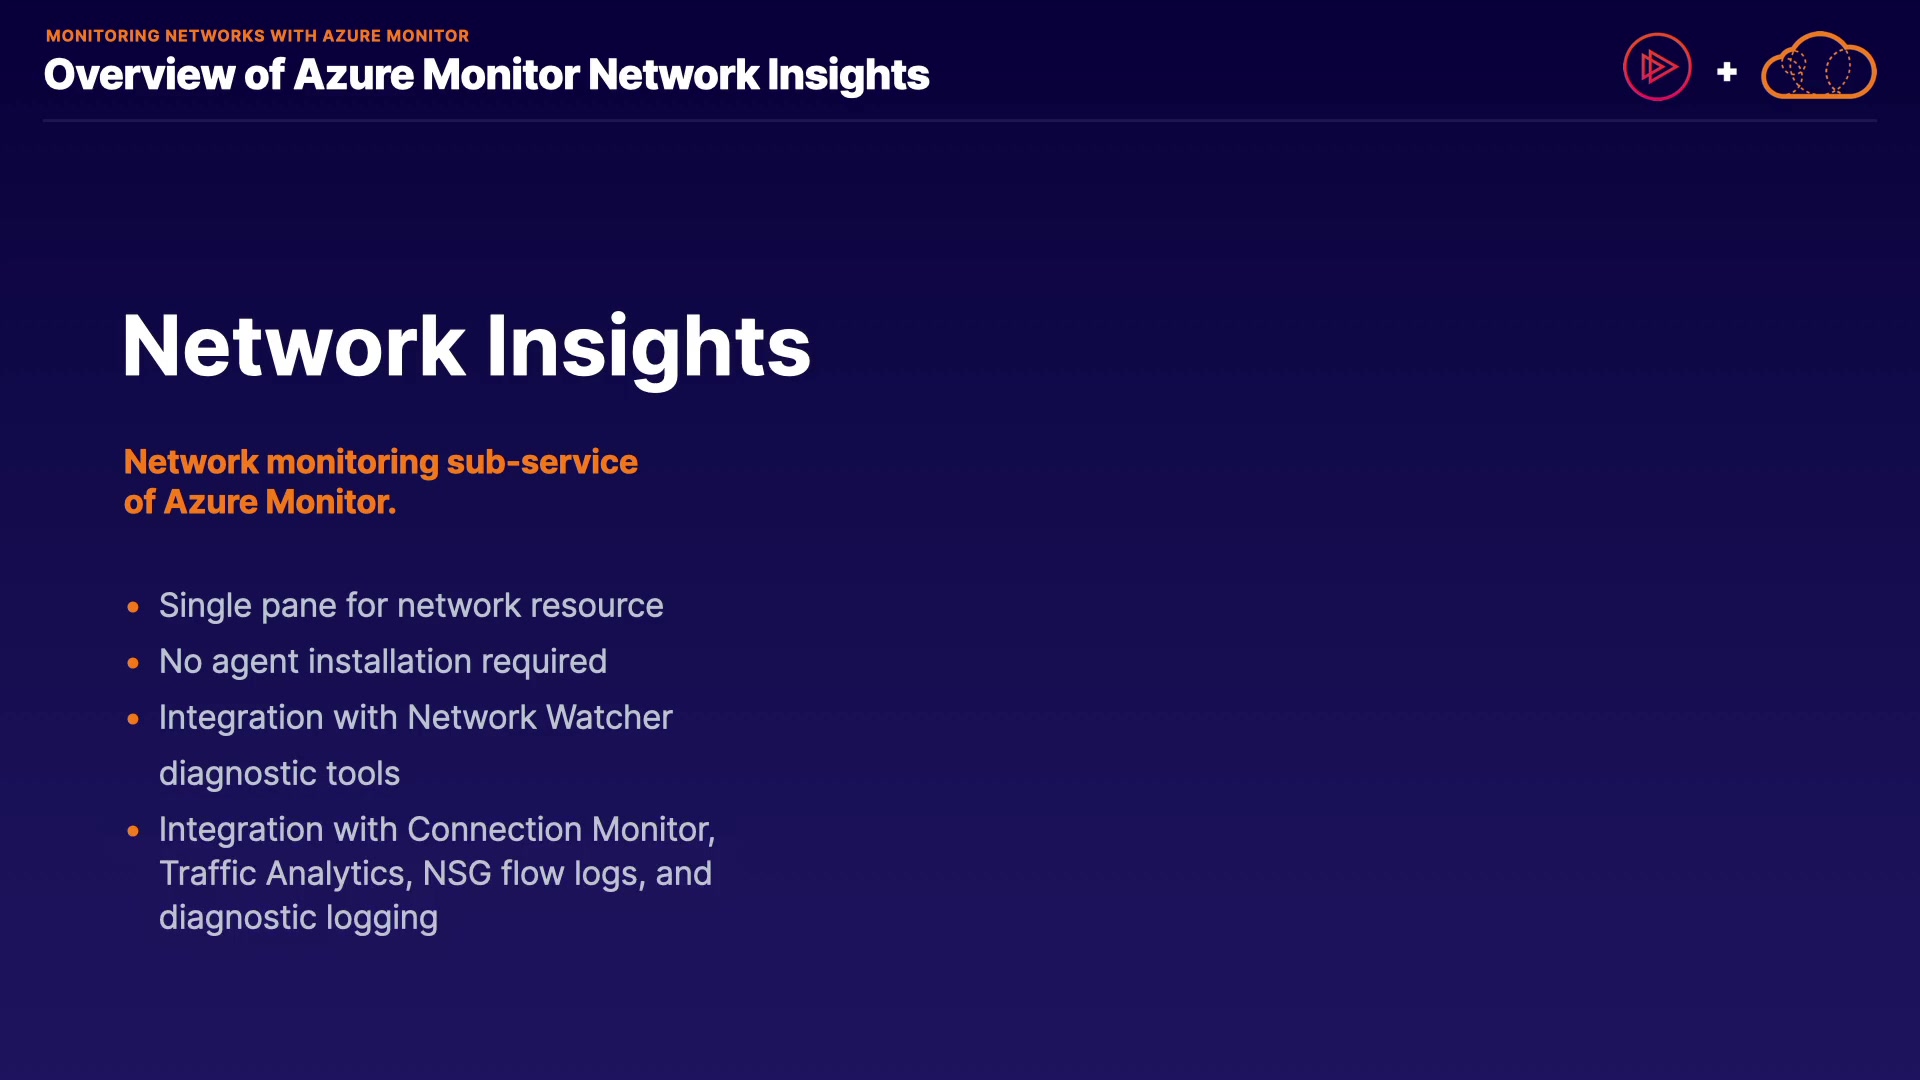 MONITORING NETWORKS WITH AZURE MONITOR
Overview of Azure Monitor Network Insights
Network Insights
Network monitoring sub-service
of Azure Monitor.
• Single pane for network resource
• No agent installation required
• Integration with Network Watcher
diagnostic tools
• Integration with Connection Monitor,
Traffic Analytics, NSG flow logs, and
diagnostic logging